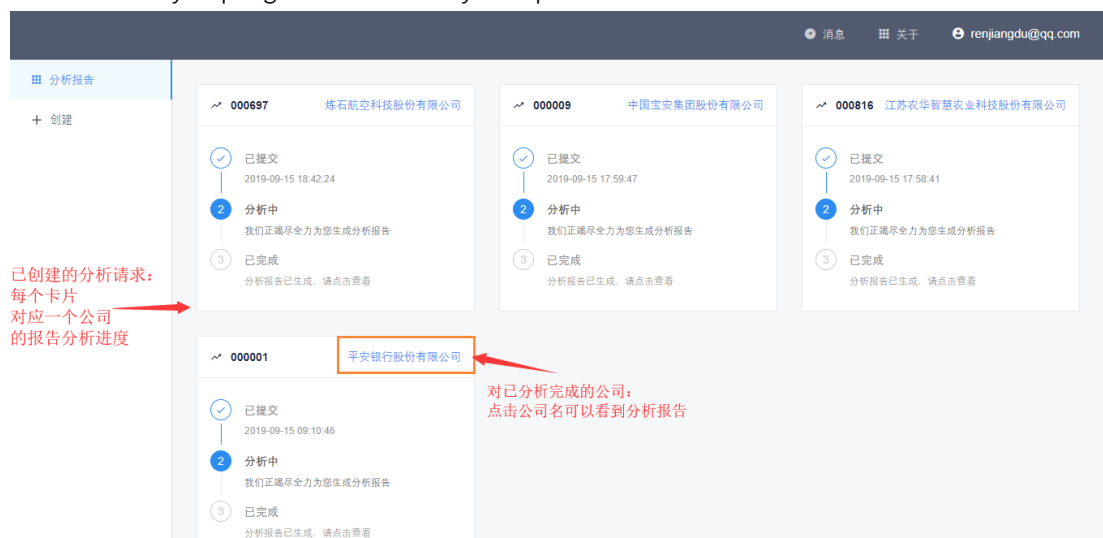 消息 关于 renjiangdu@qq.com
分析报告
创建
000697 炼石航空科技股份有限公司
已提交
2019-09-15 18:42:24
2 分析中
我们正竭尽全力为您生成分析报告
3 已完成
分析报告已生成，请点击查看
000009 中国宝安集团股份有限公司
已提交
2019-09-15 17:59:47
2 分析中
我们正竭尽全力为您生成分析报告
3 已完成
分析报告已生成，请点击查看
000816 江苏农华智慧农业科技股份有限公司
已提交
2019-09-15 17:58:41
2 分析中
我们正竭尽全力为您生成分析报告
3 已完成
分析报告已生成，请点击查看
已创建的分析请求：
每个卡片
对应一个公司
的报告分析进度
000001 平安银行股份有限公司
已提交
2019-09-15 09:10:46
2 分析中
我们正竭尽全力为您生成分析报告
3 已完成
分析报告已生成，请点击查看
对已分析完成的公司：
点击公司名可以看到分析报告